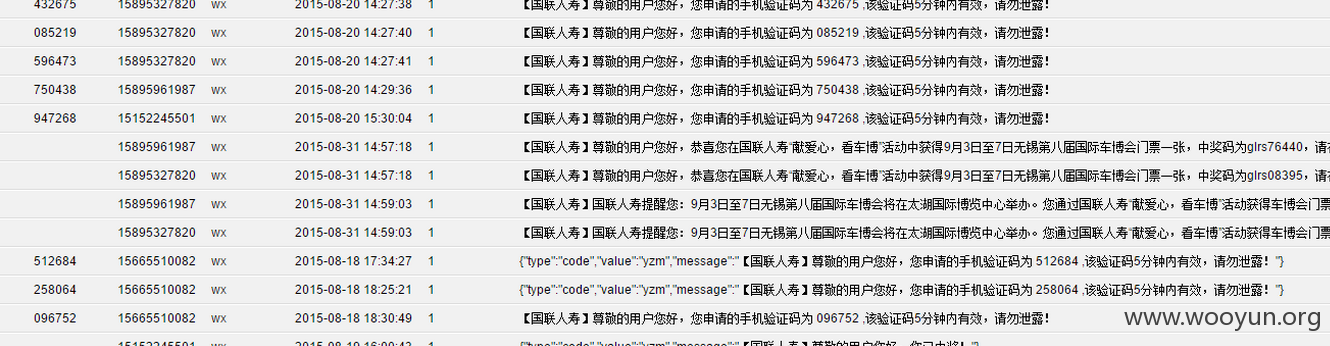 432675 15895327820 wx 2015-08-20 14:27:38 1 【国联人寿】尊敬的用户您好，您申请的手机验证码为 432675 ,该验证码5分钟内有效，请勿泄露！
085219 15895327820 wx 2015-08-20 14:27:40 1 【国联人寿】尊敬的用户您好，您申请的手机验证码为 085219 ,该验证码5分钟内有效，请勿泄露！
596473 15895327820 wx 2015-08-20 14:27:41 1 【国联人寿】尊敬的用户您好，您申请的手机验证码为 596473 ,该验证码5分钟内有效，请勿泄露！
750438 15895961987 wx 2015-08-20 14:29:36 1 【国联人寿】尊敬的用户您好，您申请的手机验证码为 750438 ,该验证码5分钟内有效，请勿泄露！
947268 15152245501 wx 2015-08-20 15:30:04 1 【国联人寿】尊敬的用户您好，您申请的手机验证码为 947268 ,该验证码5分钟内有效，请勿泄露！
15895961987 wx 2015-08-31 14:57:18 1 【国联人寿】尊敬的用户您好，恭喜您在国联人寿“献爱心，看车博”活动中获得9月3日至7日无锡第八届国际车博会门票一张，中奖码为glrs76440，请
15895327820 wx 2015-08-31 14:57:18 1 【国联人寿】尊敬的用户您好，恭喜您在国联人寿“献爱心，看车博”活动中获得9月3日至7日无锡第八届国际车博会门票一张，中奖码为glrs08395，请
15895961987 wx 2015-08-31 14:59:03 1 【国联人寿】国联人寿提醒您：9月3日至7日无锡第八届国际车博会将在太湖国际博览中心举办。您通过国联人寿“献爱心，看车博”活动获得车博会门票
15895327820 wx 2015-08-31 14:59:03 1 【国联人寿】国联人寿提醒您：9月3日至7日无锡第八届国际车博会将在太湖国际博览中心举办。您通过国联人寿“献爱心，看车博”活动获得车博会门票
512684 15665510082 wx 2015-08-18 17:34:27 1 {"type":"code","value":"yzm","message":"【国联人寿】尊敬的用户您好，您申请的手机验证码为 512684 ,该验证码5分钟内有效，请勿泄露！"}
258064 15665510082 wx 2015-08-18 18:25:21 1 {"type":"code","value":"yzm","message":"【国联人寿】尊敬的用户您好，您申请的手机验证码为 258064 ,该验证码5分钟内有效，请勿泄露！"}
096752 15665510082 wx 2015-08-18 18:30:49 1 【国联人寿】尊敬的用户您好，您申请的手机验证码为 096752 ,该验证码5分钟内有效，请勿泄露！
www.wooyun.org